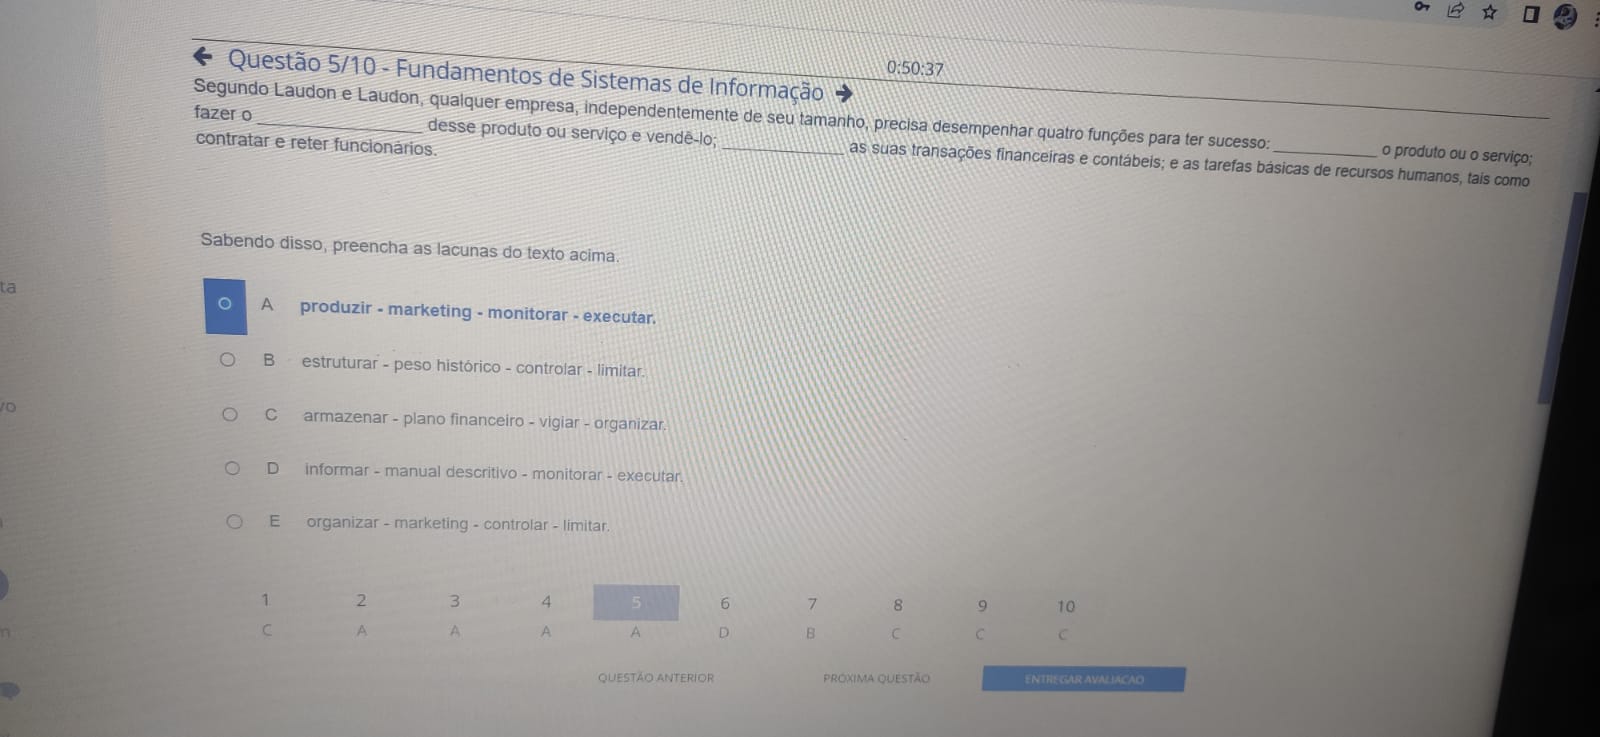 Questão 5/10 - Fundamentos de Sistemas de Informação
0:50:37
Segundo Laudon e Laudon, qualquer empresa, independentemente de seu tamanho, precisa desempenhar quatro funções para ter sucesso: ____________ o produto ou o serviço;
fazer o ____________ desse produto ou serviço e vendê-lo; ____________ as suas transações financeiras e contábeis; e as tarefas básicas de recursos humanos, tais como
contratar e reter funcionários.
Sabendo disso, preencha as lacunas do texto acima.
A produzir - marketing - monitorar - executar.
B estruturar - peso histórico - controlar - limitar.
C armazenar - plano financeiro - vigiar - organizar.
D informar - manual descritivo - monitorar - executar.
E organizar - marketing - controlar - limitar.
1 2 3 4 5 6 7 8 9 10
C A A A A D B C C C
QUESTÃO ANTERIOR PRÓXIMA QUESTÃO ENTREGAR AVALIACAO